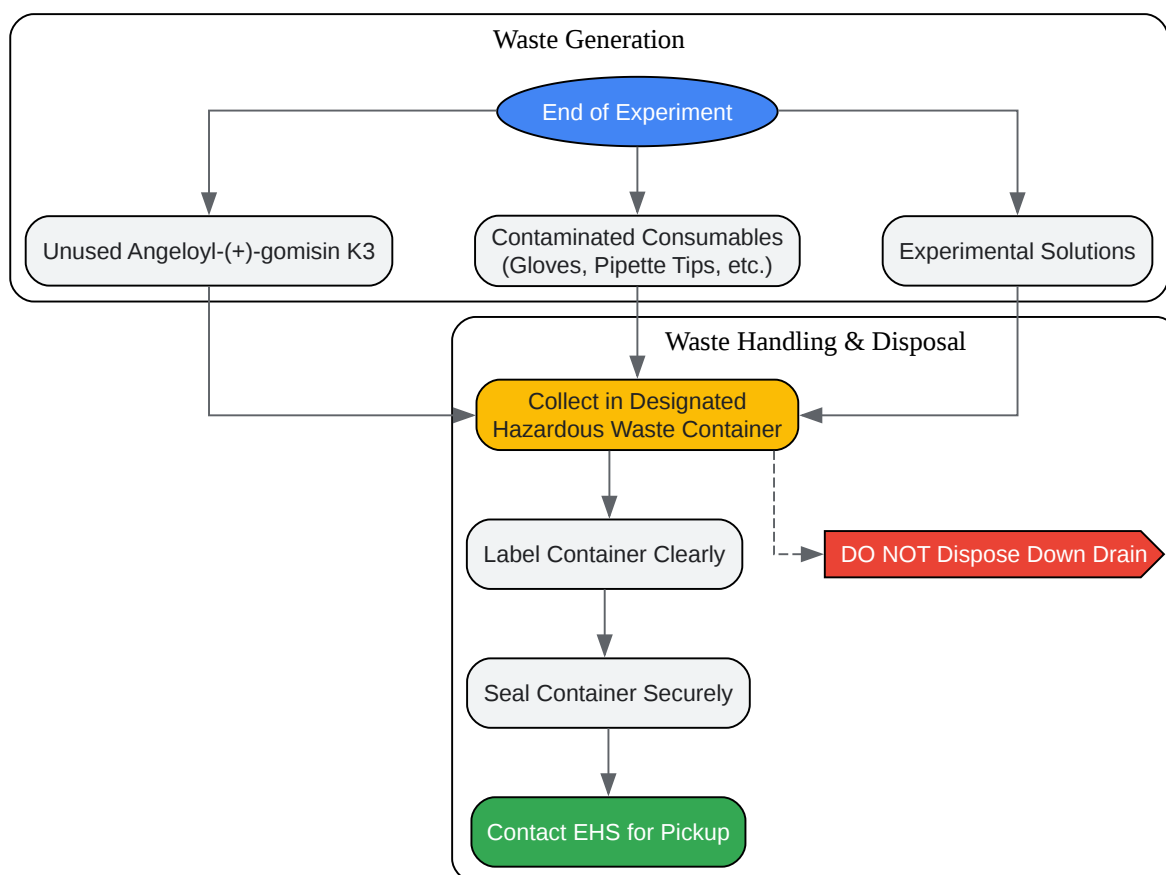 Waste Generation
End of Experiment
Unused Angeloyl-(+)-gomisin K3
Contaminated Consumables
(Gloves, Pipette Tips, etc.)
Experimental Solutions
Waste Handling & Disposal
Collect in Designated
Hazardous Waste Container
Label Container Clearly
DO NOT Dispose Down Drain
Seal Container Securely
Contact EHS for Pickup